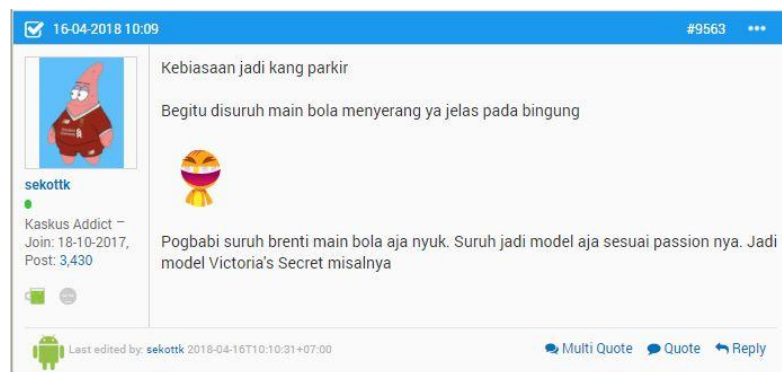 16-04-2018 10:09 #9563
Kebiasaan jadi kang parkir
Begitu disuruh main bola menyerang ya jelas pada bingung
sekottk
Kaskus Addict –
Join: 18-10-2017,
Post: 3,430
Pogbabi suruh brenti main bola aja nyuk. Suruh jadi model aja sesuai passion nya. Jadi
model Victoria's Secret misalnya
Last edited by: sekottk 2018-04-16T10:10:31+07:00
Multi Quote Quote Reply